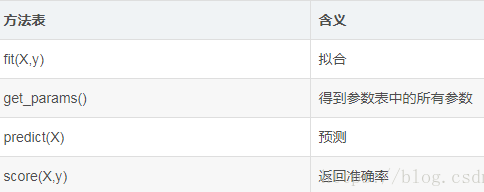 方法表 含义
fit(X,y) 拟合
get_params() 得到参数表中的所有参数
predict(X) 预测
score(X,y) 返回准确率